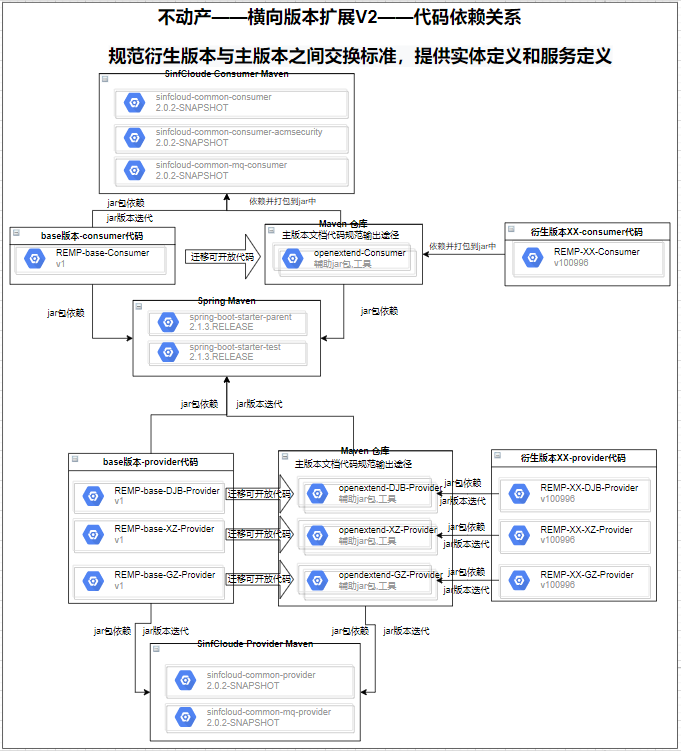 不动产——横向版本扩展V2——代码依赖关系
规范衍生版本与主版本之间交换标准，提供实体定义和服务定义
SinfCloude Consumer Maven
sinfcloud-common-consumer
2.0.2-SNAPSHOT
sinfcloud-common-consumer-acmsecurity
2.0.2-SNAPSHOT
sinfcloud-common-mq-consumer
2.0.2-SNAPSHOT
jar包依赖
依赖并打包到jar中
jar版本迭代
base版本-consumer代码
REMP-base-Consumer
v1
迁移可开放代码
Maven 仓库
主版本文档代码规范输出途径
openextend-Consumer
辅助jar包,工具
依赖并打包到jar中
衍生版本XX-consumer代码
REMP-XX-Consumer
v100996
Spring Maven
spring-boot-starter-parent
2.1.3.RELEASE
spring-boot-starter-test
2.1.3.RELEASE
jar包依赖
jar包依赖
jar包依赖
jar版本迭代
base版本-provider代码
REMP-base-DJB-Provider
v1
REMP-base-XZ-Provider
v1
REMP-base-GZ-Provider
v1
迁移可开放代码
迁移可开放代码
迁移可开放代码
Maven 仓库
主版本文档代码规范输出途径
openextend-DJB-Provider
辅助jar包,工具
openextend-XZ-Provider
辅助jar包,工具
opendextend-GZ-Provider
辅助jar包,工具
jar包依赖
jar版本迭代
jar包依赖
jar版本迭代
jar包依赖
jar版本迭代
衍生版本XX-provider代码
REMP-XX-DJB-Provider
v100996
REMP-XX-XZ-Provider
v100996
REMP-XX-GZ-Provider
v100996
jar包依赖
jar版本迭代
jar包依赖
jar版本迭代
SinfCloude Provider Maven
sinfcloud-common-provider
2.0.2-SNAPSHOT
sinfcloud-common-mq-provider
2.0.2-SNAPSHOT